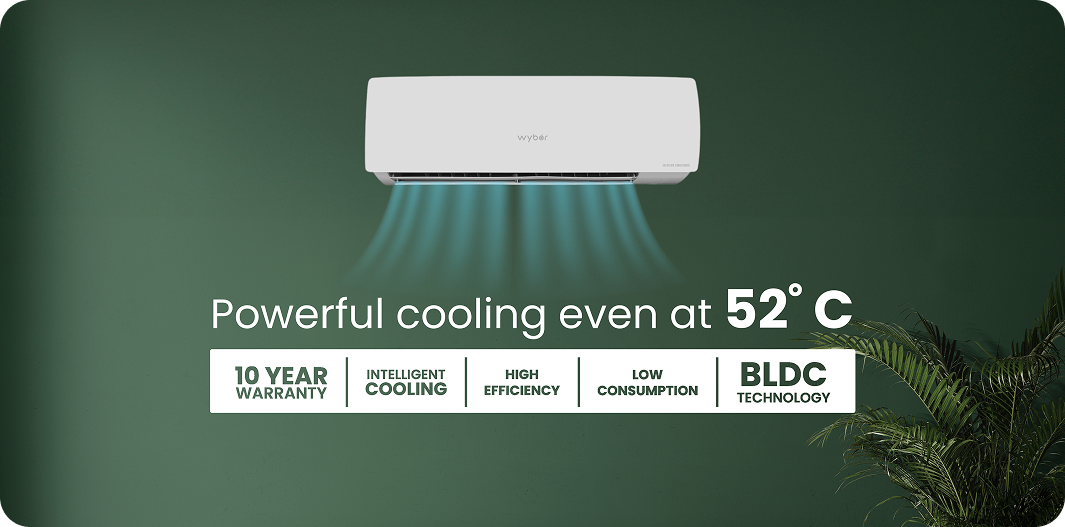 wybor
Powerful cooling even at 52° C
10 YEAR
WARRANTY
INTELLIGENT
COOLING
HIGH
EFFICIENCY
LOW
CONSUMPTION
BLDC
TECHNOLOGY